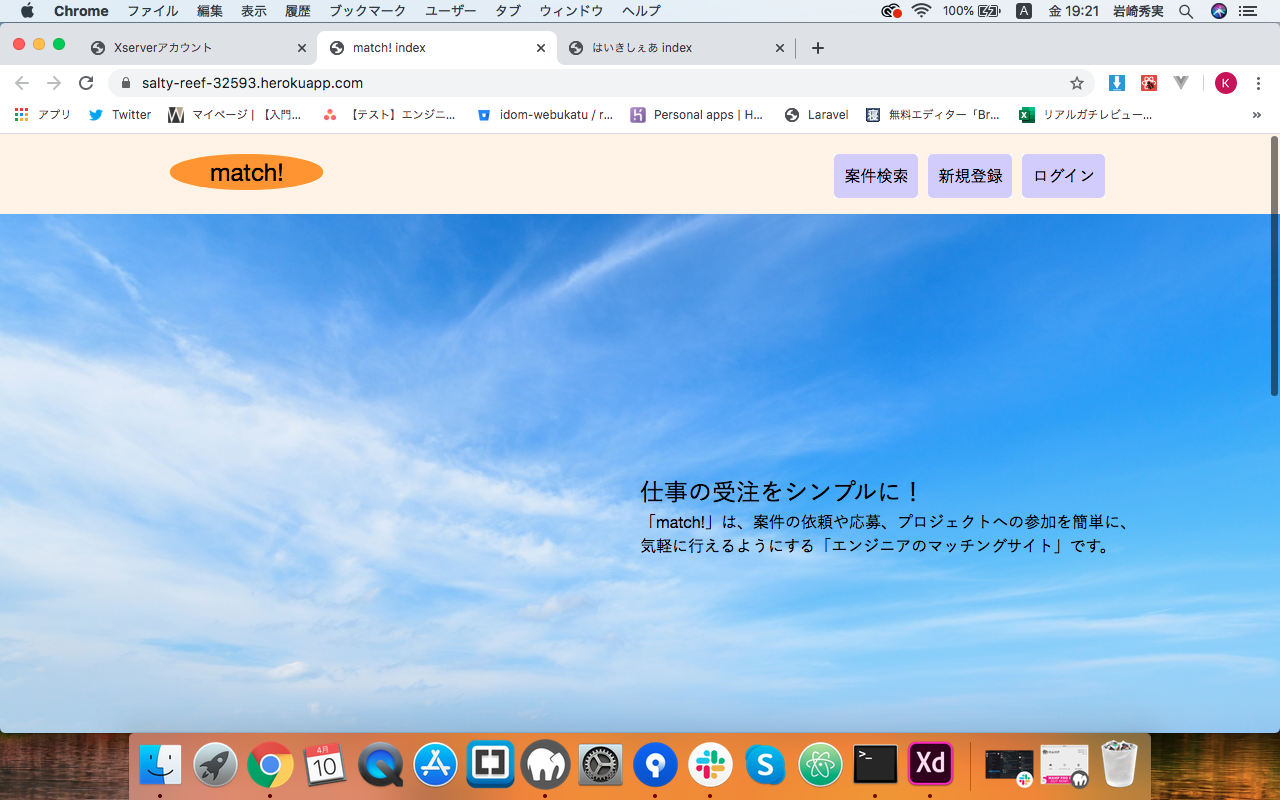 Chrome ファイル 編集 表示 履歴 ブックマーク ユーザー タブ ウィンドウ ヘルプ 100% A 金 19:21 岩崎秀実
Xserverアカウント match! index はいきしぇあ index
salty-reef-32593.herokuapp.com K
アプリ Twitter マイページ | 【入門... 【テスト】エンジニ... idom-webukatu / r... Personal apps | H... Laravel 無料エディター「Br... リアルガチレビュー...
match! 案件検索 新規登録 ログイン
仕事の受注をシンプルに！
「match!」は、案件の依頼や応募、プロジェクトへの参加を簡単に、
気軽に行えるようにする「エンジニアのマッチングサイト」です。
4月
10
S
>_
Xd